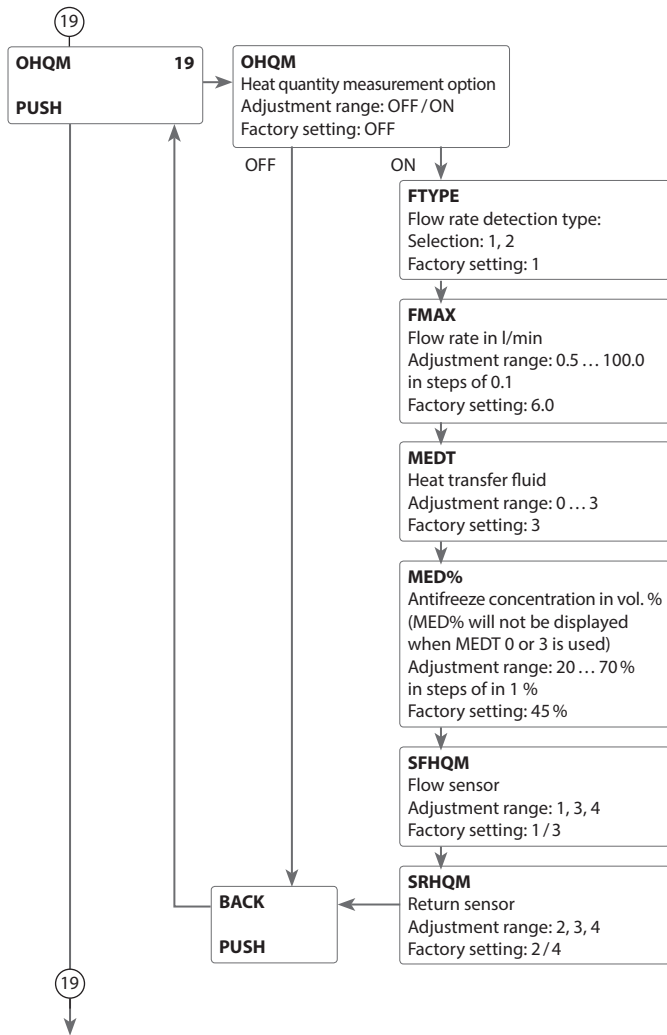 19
OHQM 19
PUSH
OHQM
Heat quantity measurement option
Adjustment range: OFF / ON
Factory setting: OFF
OFF
ON
FTYPE
Flow rate detection type:
Selection: 1, 2
Factory setting: 1
FMAX
Flow rate in l/min
Adjustment range: 0.5 … 100.0
in steps of 0.1
Factory setting: 6.0
MEDT
Heat transfer fluid
Adjustment range: 0 … 3
Factory setting: 3
MED%
Antifreeze concentration in vol. %
(MED% will not be displayed
when MEDT 0 or 3 is used)
Adjustment range: 20 … 70 %
in steps of in 1 %
Factory setting: 45 %
SFHQM
Flow sensor
Adjustment range: 1, 3, 4
Factory setting: 1 / 3
SRHQM
Return sensor
Adjustment range: 2, 3, 4
Factory setting: 2 / 4
BACK
PUSH
19